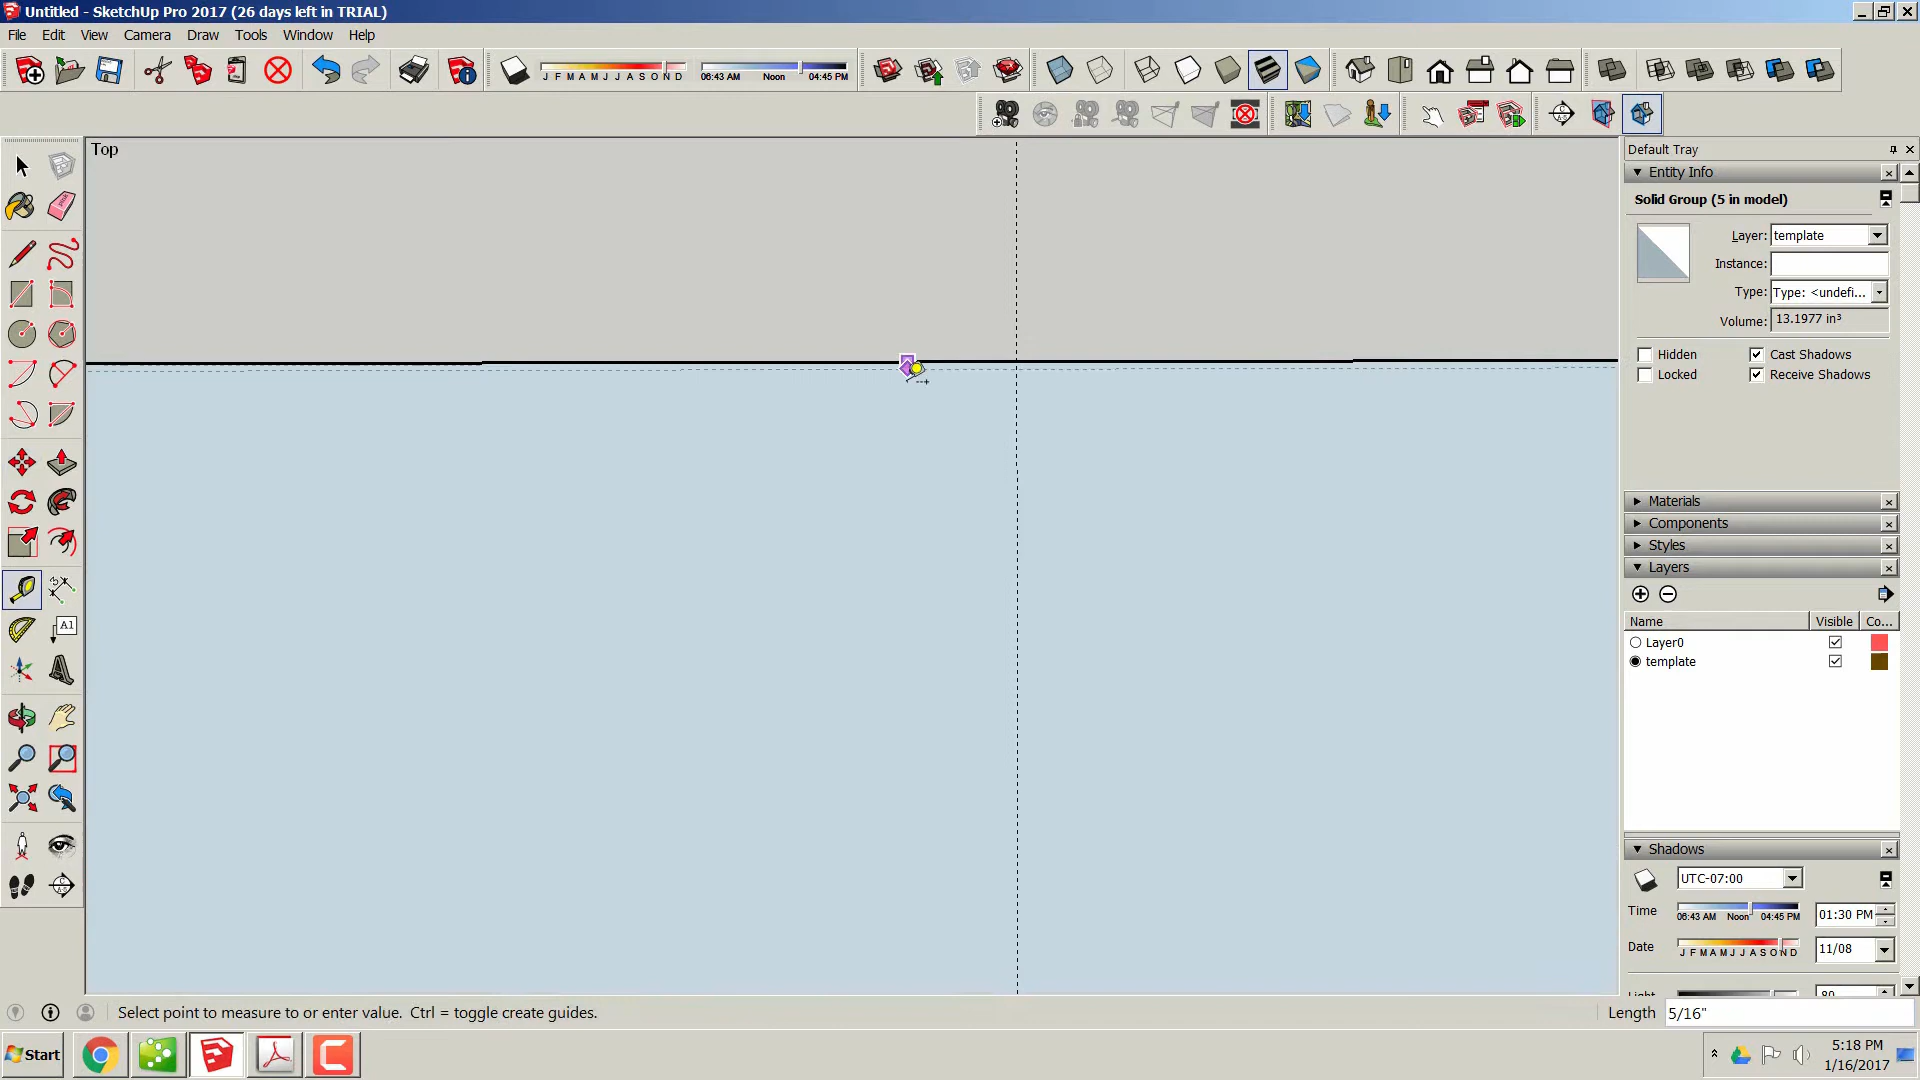 Untitled - SketchUp Pro 2017 (26 days left in TRIAL)
File Edit View Camera Draw Tools Window Help
J F M A M J J A S O N D 06:43 AM Noon 04:45 PM
Top
Default Tray
Entity Info
Solid Group (5 in model)
Layer: template
Instance:
Type: Type: <undefi...
Volume: 13.1977 in³
Hidden Cast Shadows
Locked Receive Shadows
Materials
Components
Styles
Layers
Name Visible Co...
Layer0
template
A1
Shadows
UTC-07:00
Time 06:43 AM Noon 04:45 PM 01:30 PM
Date J F M A M J J A S O N D 11/08
Light 80
Select point to measure to or enter value. Ctrl = toggle create guides. Length 5/16"
Start
5:18 PM
1/16/2017